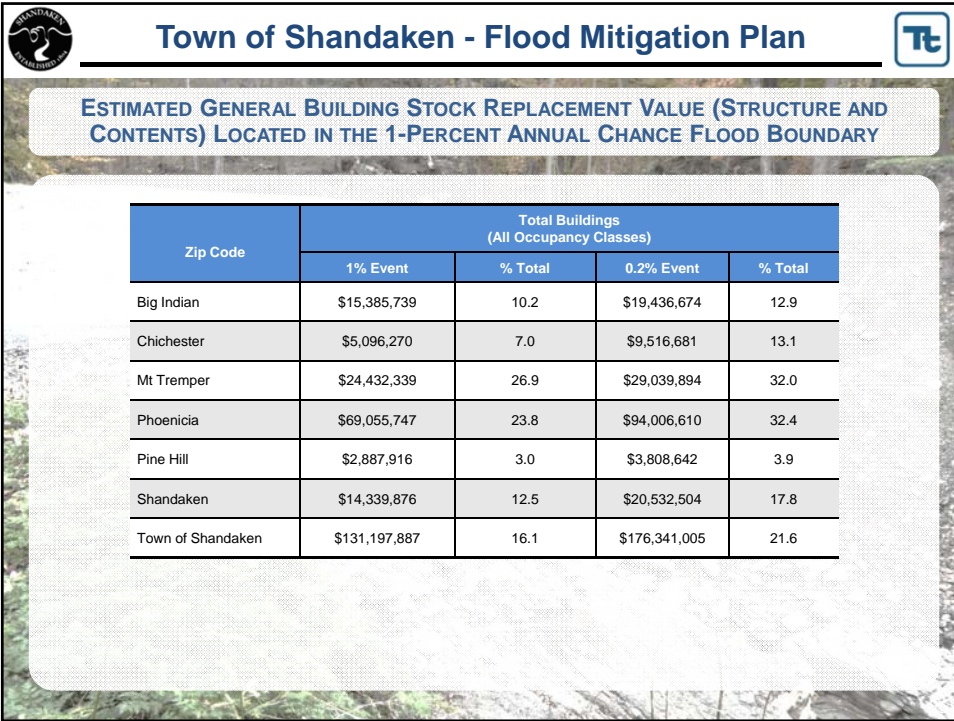 SHANDAKEN
ESTABLISHED 1804
Town of Shandaken - Flood Mitigation Plan
Tt
ESTIMATED GENERAL BUILDING STOCK REPLACEMENT VALUE (STRUCTURE AND
CONTENTS) LOCATED IN THE 1-PERCENT ANNUAL CHANCE FLOOD BOUNDARY
Zip Code
Total Buildings
(All Occupancy Classes)
1% Event % Total 0.2% Event % Total
Big Indian $15,385,739 10.2 $19,436,674 12.9
Chichester $5,096,270 7.0 $9,516,681 13.1
Mt Tremper $24,432,339 26.9 $29,039,894 32.0
Phoenicia $69,055,747 23.8 $94,006,610 32.4
Pine Hill $2,887,916 3.0 $3,808,642 3.9
Shandaken $14,339,876 12.5 $20,532,504 17.8
Town of Shandaken $131,197,887 16.1 $176,341,005 21.6